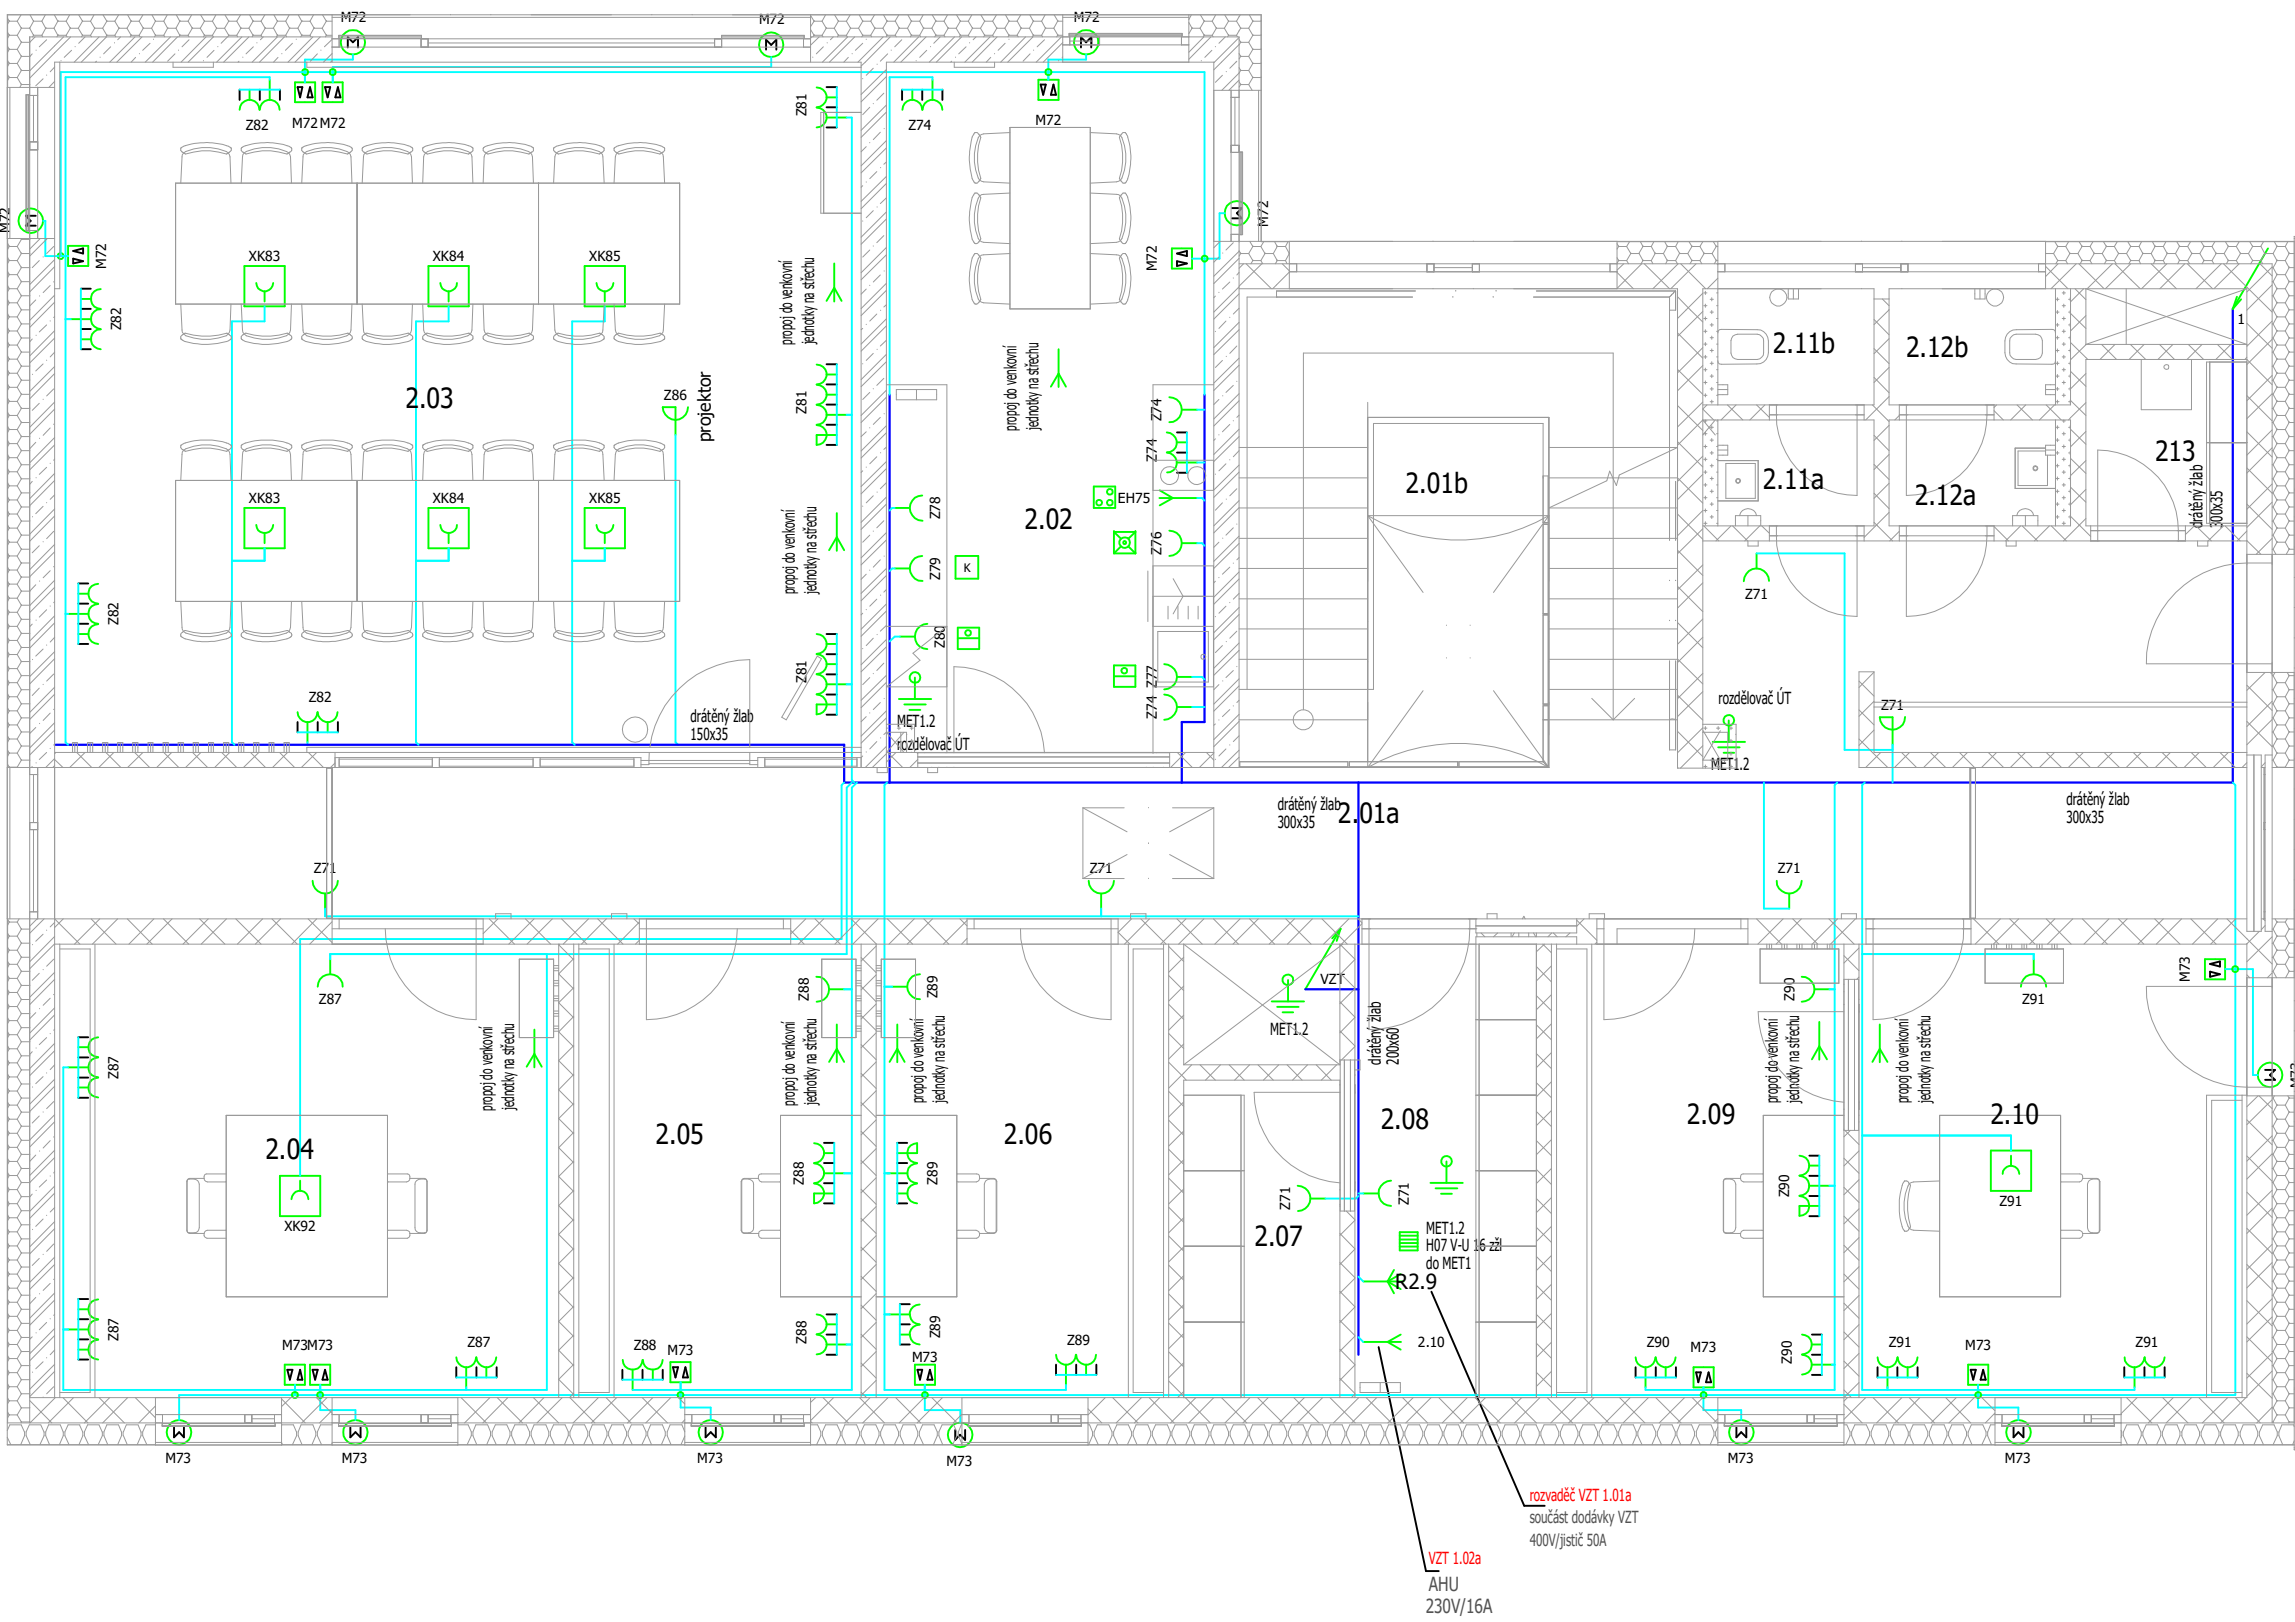 M72
M72
M72
Z82
M72
M72
Z81
Z74
M72
M72
M72
M72
M72
M72
XK83
XK84
XK85
propoj do venkovní
jednotky na střechu
Z82
1
2.11b
2.12b
2.03
Z86
projektor
Z81
propoj do venkovní
jednotky na střechu
Z74
Z74
213
drátěný žlab
300x35
2.01b
2.11a
2.12a
XK83
XK84
XK85
propoj do venkovní
jednotky na střechu
Z78
2.02
EH75
Z76
Z79
K
Z71
Z82
Z80
Z81
Z77
Z74
Z82
drátěný žlab
150x35
MET1.2
rozdělovač ÚT
rozdělovač ÚT
MET1.2
Z71
drátěný žlab
300x35
2.01a
drátěný žlab
300x35
Z71
Z71
Z71
Z87
Z88
Z89
VZT
MET1.2
drátěný žlab
200x60
Z90
Z91
M73
M73
Z87
propoj do venkovní
jednotky na střechu
propoj do venkovní
jednotky na střechu
propoj do venkovní
jednotky na střechu
propoj do venkovní
jednotky na střechu
propoj do venkovní
jednotky na střechu
2.04
2.05
2.06
2.08
2.09
2.10
XK92
Z88
Z89
Z71
Z71
Z90
Z91
2.07
MET1.2
H07 V-U 16 zžl
do MET1
R2.9
Z87
M73
M73
Z87
Z88
M73
Z88
Z89
M73
Z89
2.10
Z90
M73
Z90
Z91
M73
Z91
M73
M73
M73
M73
M73
M73
rozvaděč VZT 1.01a
součást dodávky VZT
400V/jistič 50A
VZT 1.02a
AHU
230V/16A